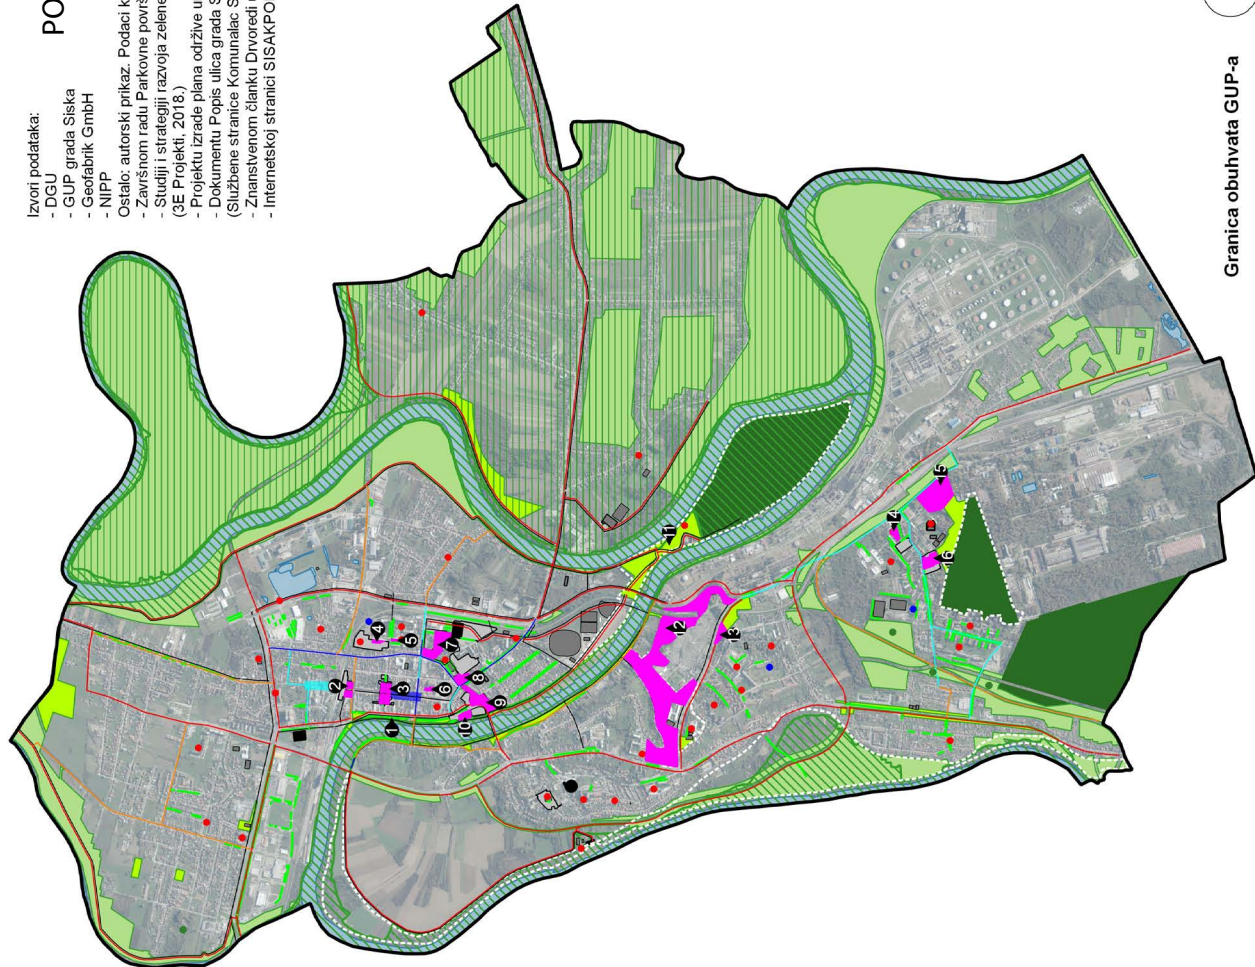 PO
Izvori podataka:
- DGU
- GUP grada Siska
- Geofabrik GmbH
- NIPP
Ostalo: autorski prikaz. Podaci k
- Završnom radu Parkovne površ
- Studiji i strategiji razvoja zelene
(3E Projekti, 2018.)
- Projektu izrade plana održive u
- Dokumentu Popis ulica grada S
(Službene stranice Komunalac S
- Znanstvenom članku Drvoredi u
- Internetskoj stranici SISAKPO
1
2
3
4
5
6
7
8
9
10
11
12
13
14
15
16
Granica obuhvata GUP-a